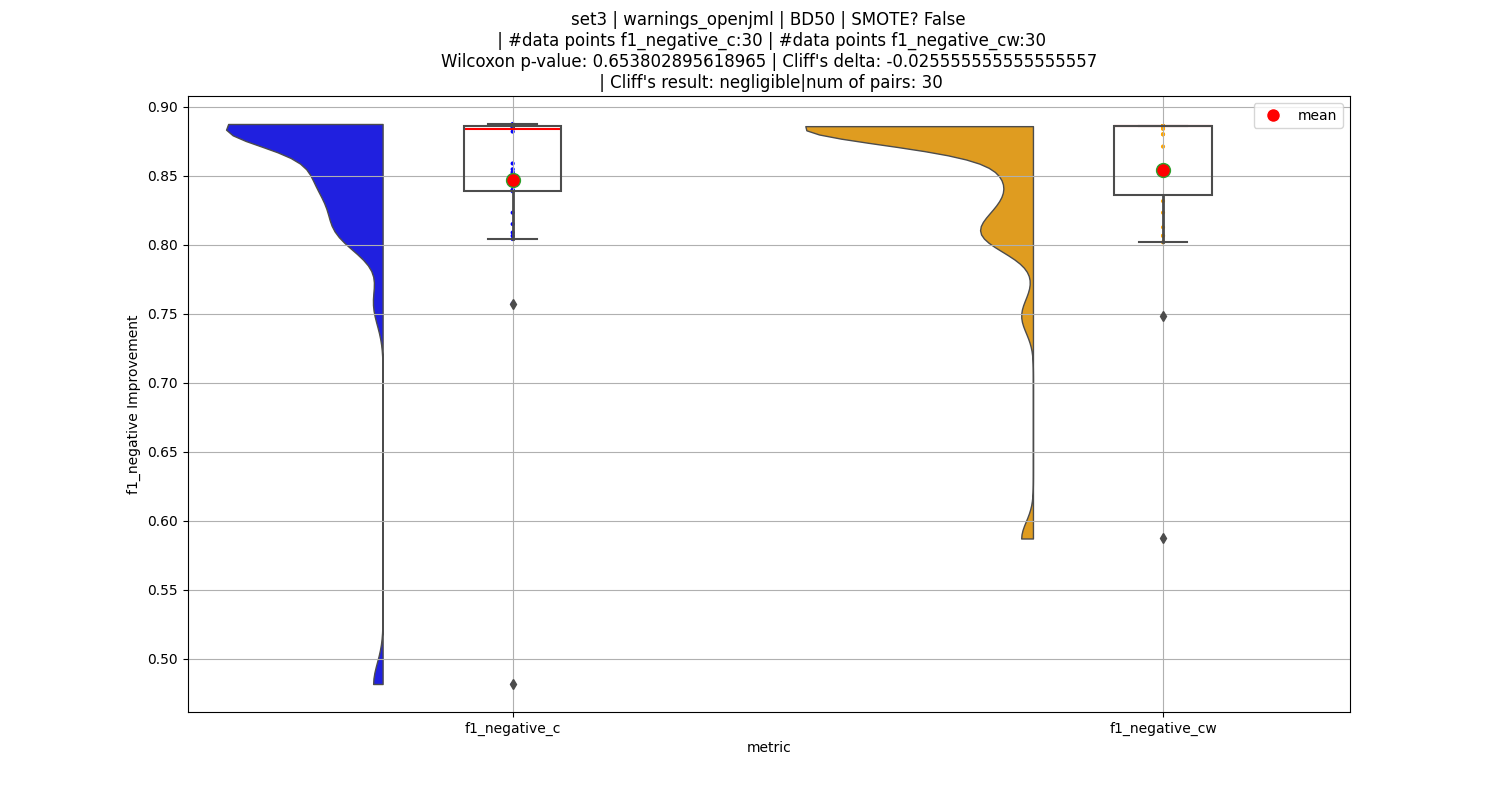 set3 | warnings_openjml | BD50 | SMOTE? False
| #data points f1_negative_c:30 | #data points f1_negative_cw:30
Wilcoxon p-value: 0.653802895618965 | Cliff's delta: -0.025555555555555557
| Cliff's result: negligible|num of pairs: 30
mean
0.90
0.85
0.80
0.75
0.70
0.65
0.60
0.55
0.50
f1_negative Improvement
f1_negative_c
f1_negative_cw
metric